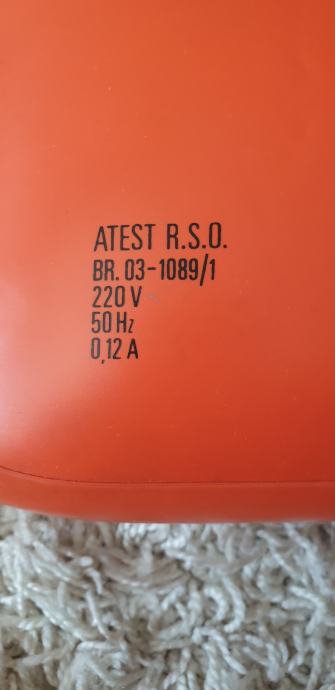 ATEST R.S.O.
BR. 03-1089/1
220 V
50 Hz
0,12 A